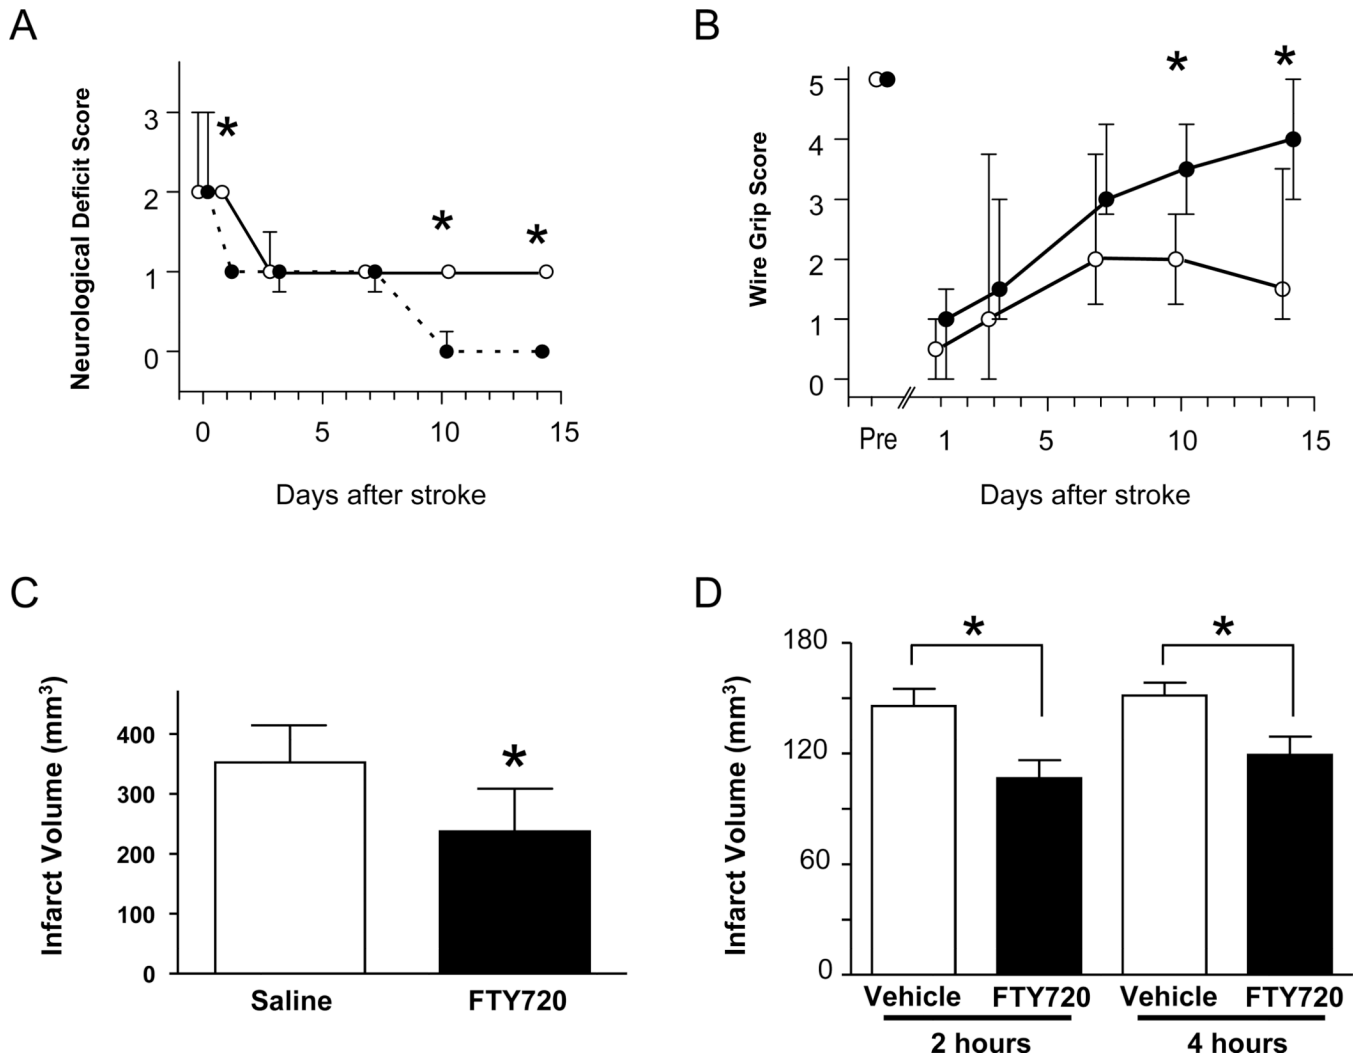 A
Neurological Deficit Score
3
*
2
*
*
1
0
0 5 10 15
Days after stroke
B
Wire Grip Score
* *
5
4
3
2
1
0
Pre 1 5 10 15
Days after stroke
C
Infarct Volume (mm³)
400
*
300
200
100
0
Saline FTY720
D
Infarct Volume (mm³)
* *
180
120
60
0
Vehicle FTY720 Vehicle FTY720
2 hours 4 hours